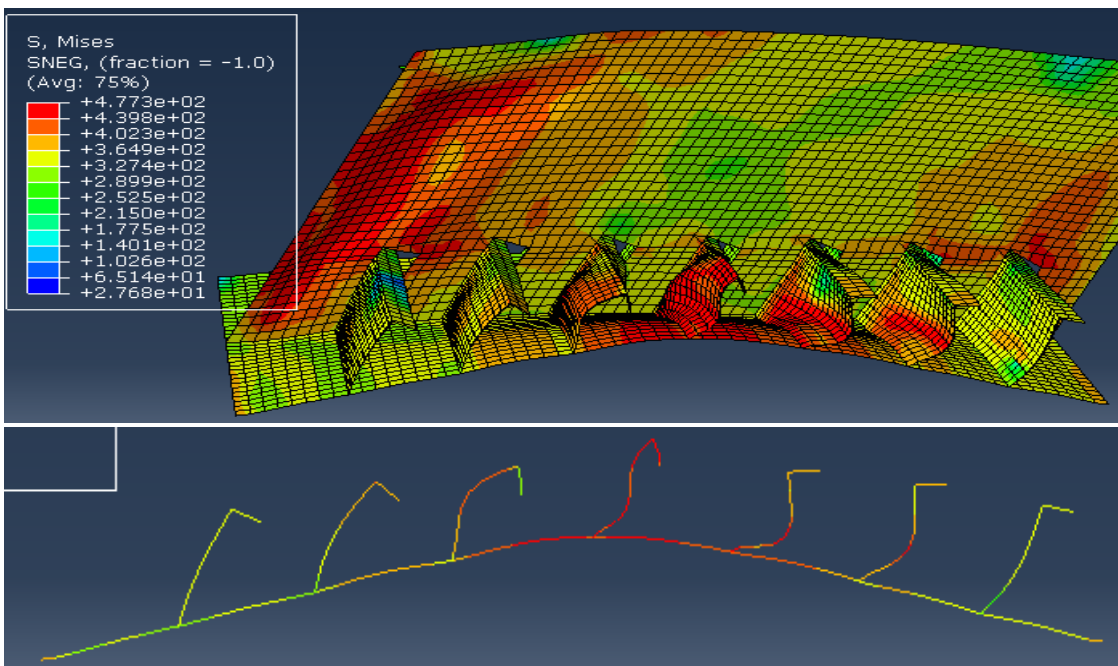 S, Mises
SNEG, (fraction = -1.0)
(Avg: 75%)
+4.773e+02
+4.398e+02
+4.023e+02
+3.649e+02
+3.274e+02
+2.899e+02
+2.525e+02
+2.150e+02
+1.775e+02
+1.401e+02
+1.026e+02
+6.514e+01
+2.768e+01